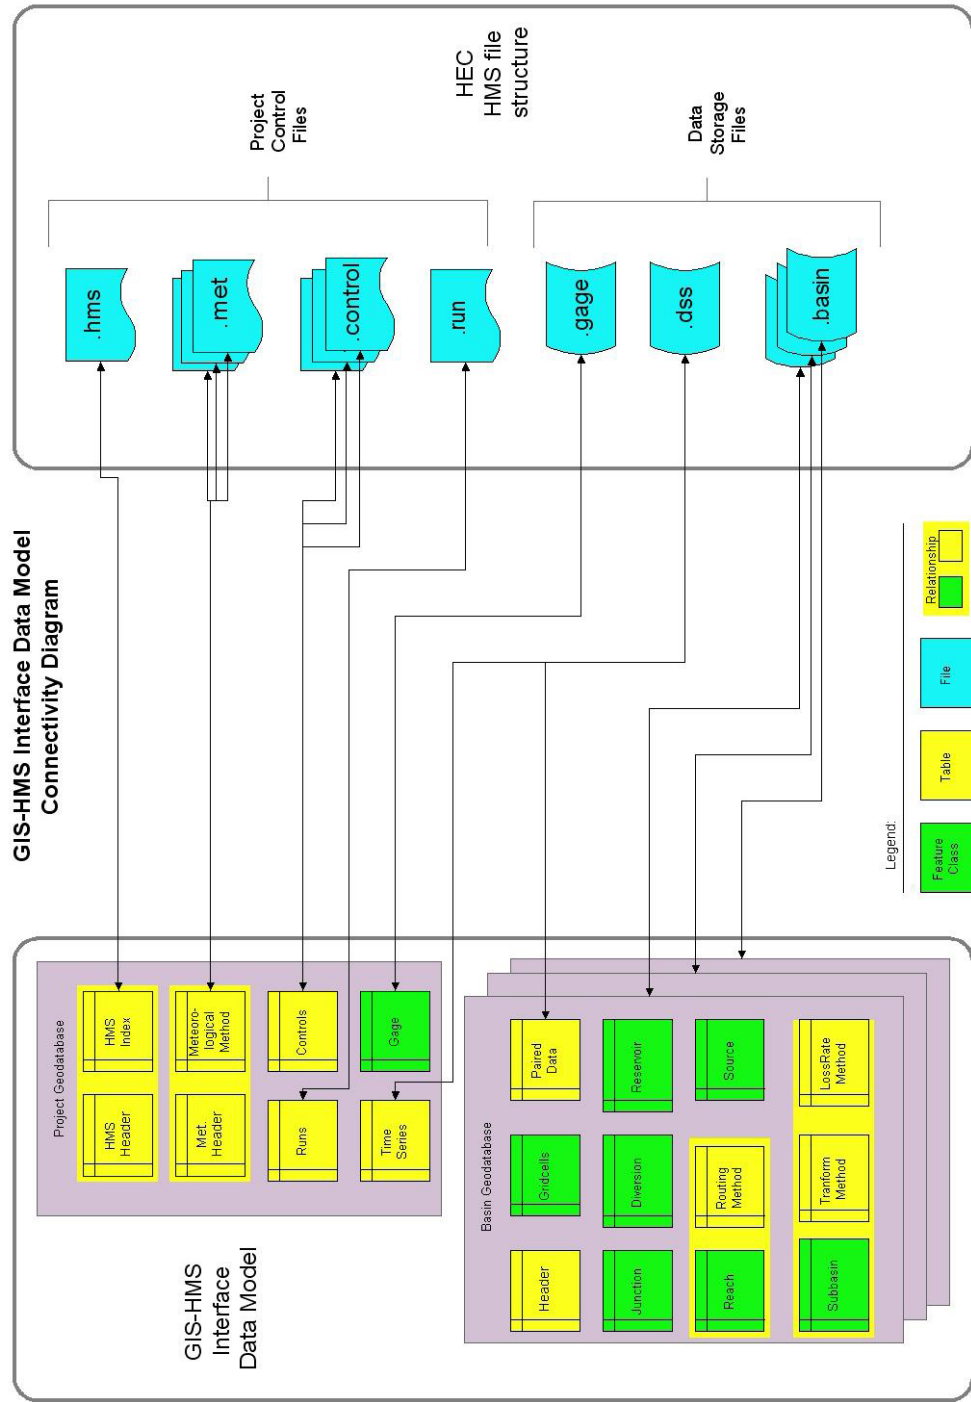 GIS-HMS Interface Data Model
Connectivity Diagram
GIS-HMS
Interface
Data Model
Project Geodatabase
HMS
Header
HMS
Index
Met.
Header
Meteoro-
logical
Method
Runs
Controls
Time
Series
Gage
Basin Geodatabase
Header
Gridcells
Paired
Data
Junction
Diversion
Reservoir
Reach
Routing
Method
Source
Subbasin
Tranform
Method
LossRate
Method
.hms
.met
.control
.run
.gage
.dss
.basin
Project
Control
Files
HEC
HMS file
structure
Data
Storage
Files
Legend:
Feature
Class
Table
File
Relationship